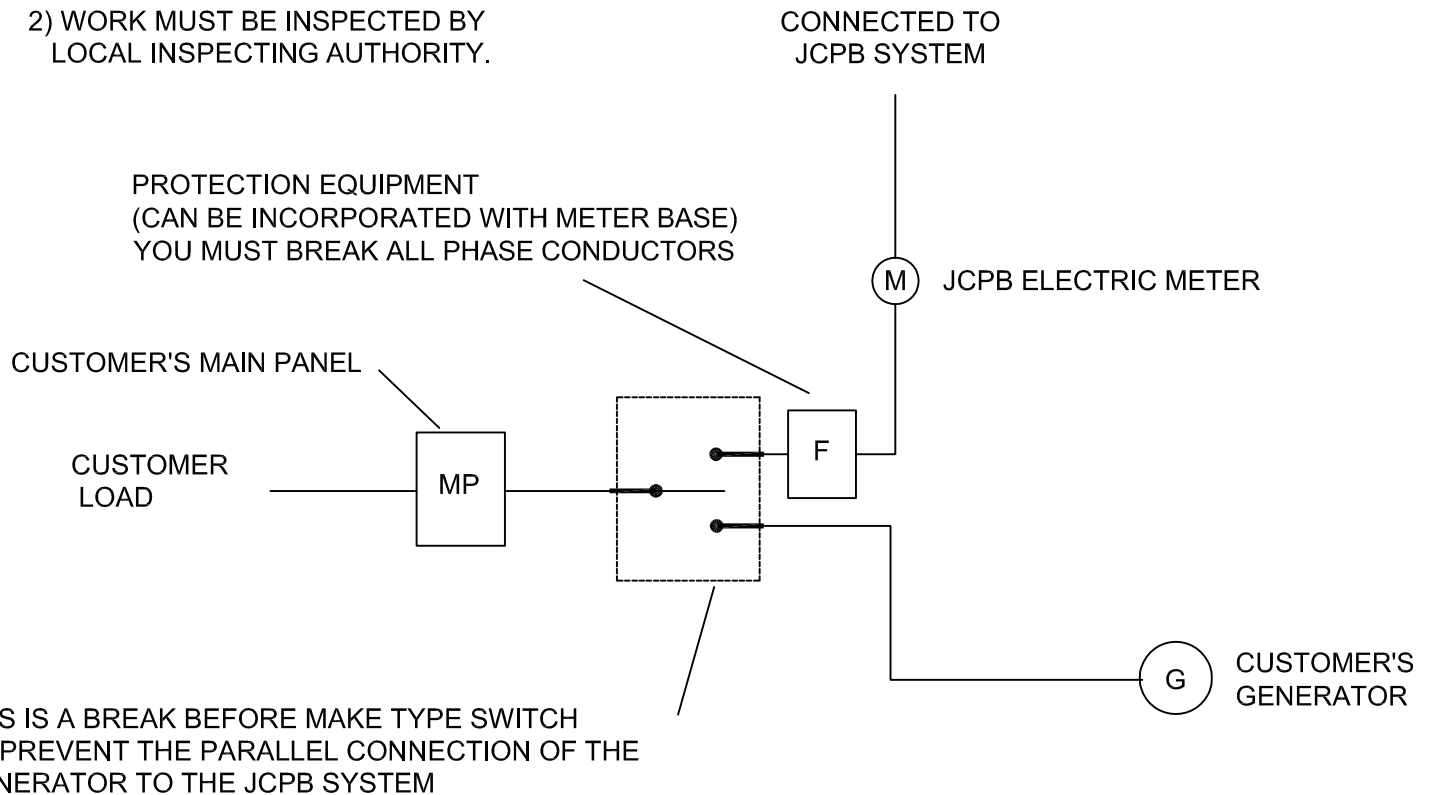 2) WORK MUST BE INSPECTED BY
LOCAL INSPECTING AUTHORITY.
CONNECTED TO
JCPB SYSTEM
PROTECTION EQUIPMENT
(CAN BE INCORPORATED WITH METER BASE)
YOU MUST BREAK ALL PHASE CONDUCTORS
M
JCPB ELECTRIC METER
CUSTOMER'S MAIN PANEL
CUSTOMER
LOAD
MP
F
G
CUSTOMER'S
GENERATOR
S IS A BREAK BEFORE MAKE TYPE SWITCH
PREVENT THE PARALLEL CONNECTION OF THE
NERATOR TO THE JCPB SYSTEM